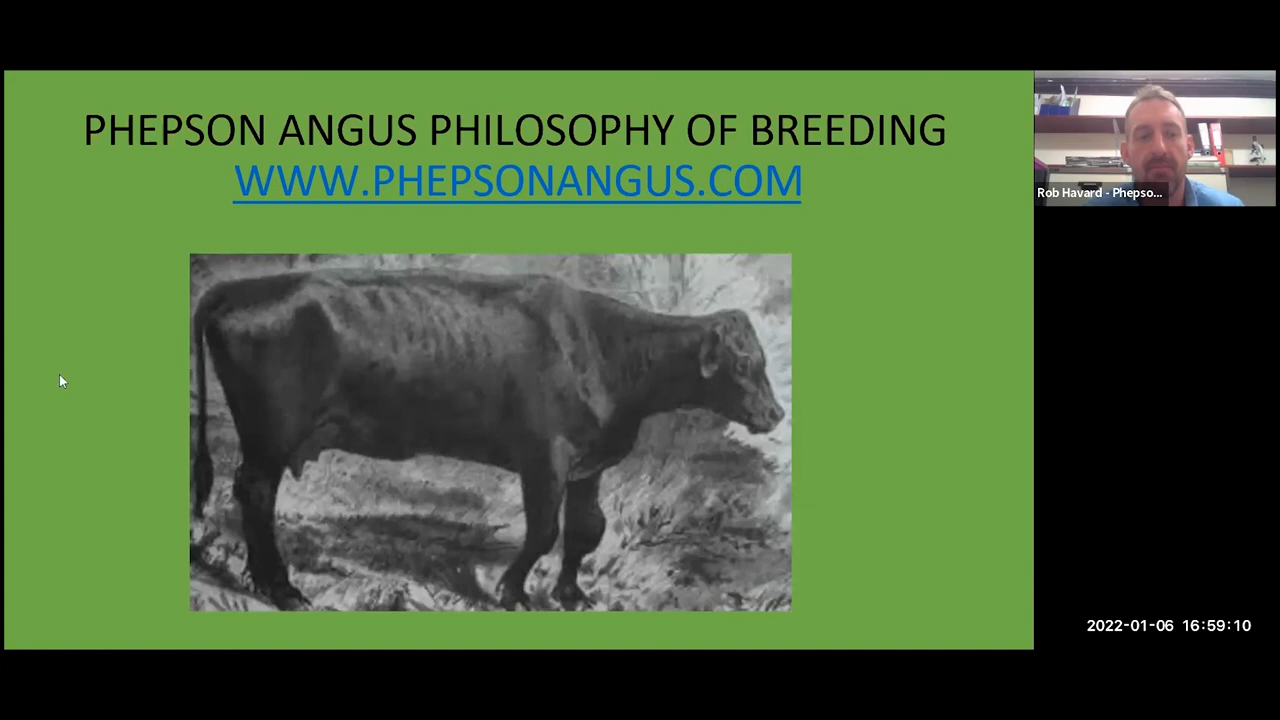 PHEPSON ANGUS PHILOSOPHY OF BREEDING
WWW.PHEPSONANGUS.COM
Rob Havard - Phepso...
2022-01-06 16:59:10